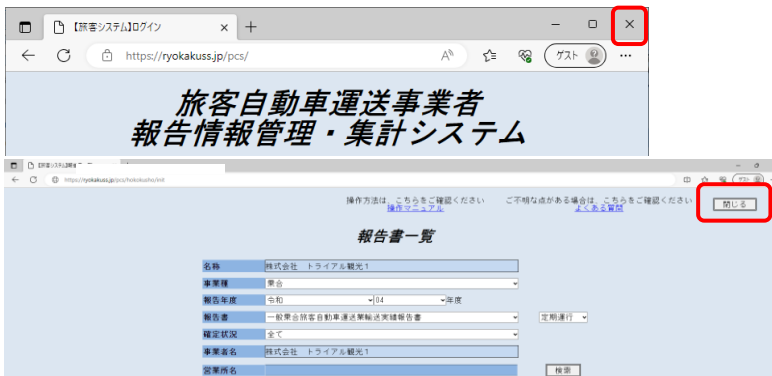 【旅客システム】ログイン
https://ryokakuss.jp/pcs/
ゲスト
旅客自動車運送事業者
報告情報管理・集計システム
https://ryokakuss.jp/pcs/hokokusho/init
操作方法は、こちらをご確認ください
操作マニュアル
ご不明な点がある場合は、こちらをご確認ください
よくある質問
閉じる
報告書一覧
名称 株式会社 トライアル観光1
事業種 乗合
報告年度 令和 04 年度
報告書 一般乗合旅客自動車運送業輸送実績報告書 定期運行
確定状況 全て
事業者名 株式会社 トライアル観光1
営業所名 検索